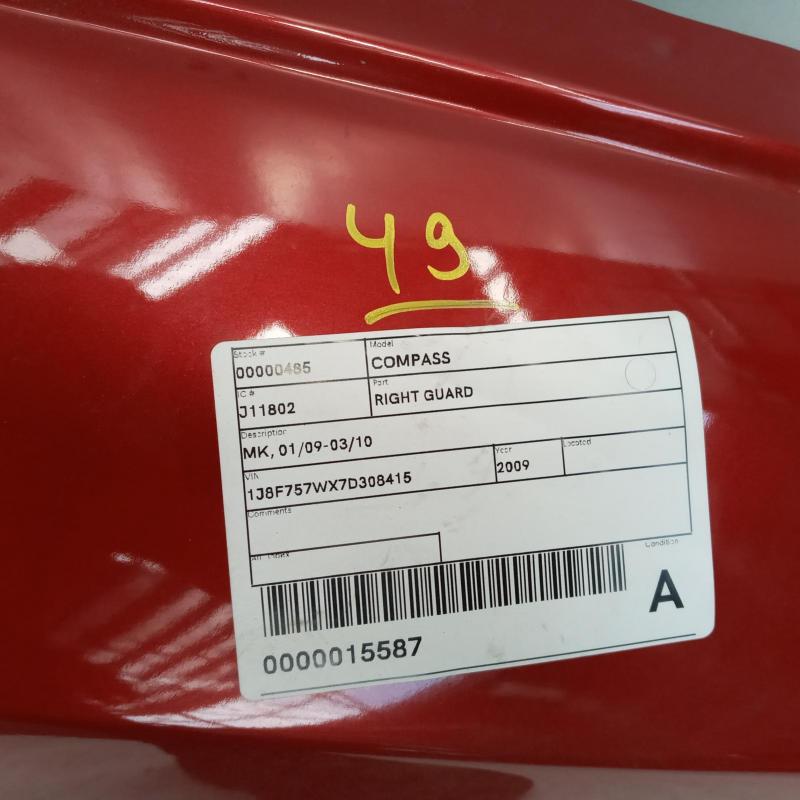 49
Stock # Model
00000485 COMPASS
IC # Part
J11802 RIGHT GUARD
Description
MK, 01/09-03/10
VIN Year Located
1J8F757WX7D308415 2009
Comments
Condition
A
0000015587